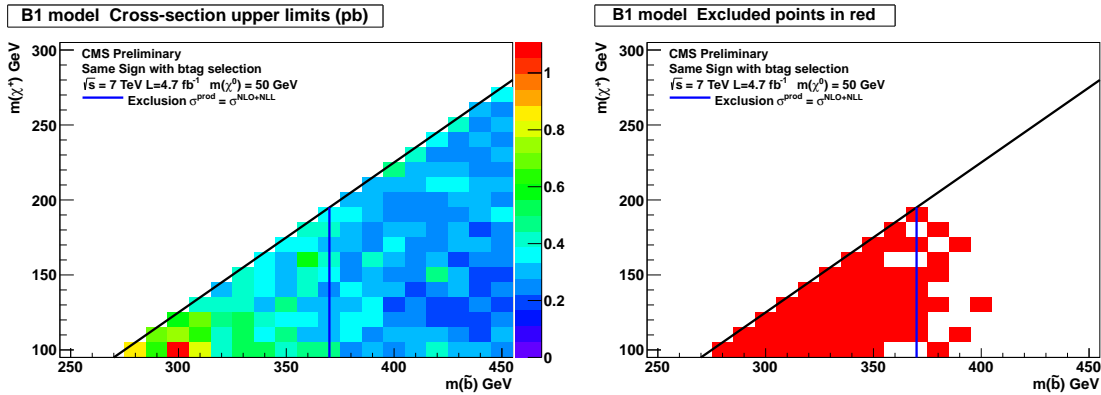 B1 model Cross-section upper limits (pb)
m(χ⁺) GeV
300
250
200
150
100
CMS Preliminary
Same Sign with btag selection
√s = 7 TeV L=4.7 fb⁻¹ m(χ⁰) = 50 GeV
Exclusion σᵖʳᵒᵈ = σᴺᴸᴼ⁺ᴺᴸᴸ
1
0.8
0.6
0.4
0.2
0
250 300 350 400 450
m(b̃) GeV
B1 model Excluded points in red
m(χ⁺) GeV
300
250
200
150
100
CMS Preliminary
Same Sign with btag selection
√s = 7 TeV L=4.7 fb⁻¹ m(χ⁰) = 50 GeV
Exclusion σᵖʳᵒᵈ = σᴺᴸᴼ⁺ᴺᴸᴸ
250 300 350 400 450
m(b̃) GeV